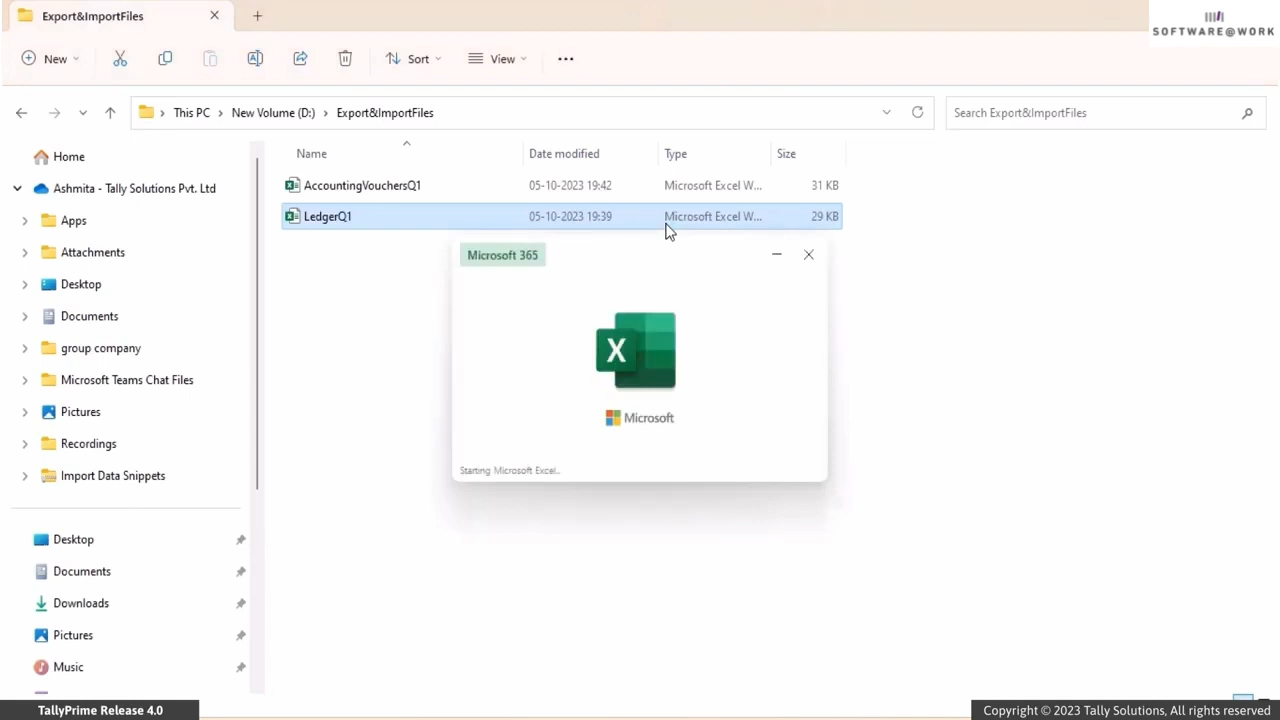 Export&ImportFiles
SOFTWARE@WORK
New
Sort
View
This PC > New Volume (D:) > Export&ImportFiles
Search Export&ImportFiles
Name
Date modified
Type
Size
AccountingVouchersQ1
05-10-2023 19:42
Microsoft Excel W...
31 KB
LedgerQ1
05-10-2023 19:39
Microsoft Excel W...
29 KB
Home
Ashmita - Tally Solutions Pvt. Ltd
Apps
Attachments
Desktop
Documents
group company
Microsoft Teams Chat Files
Pictures
Recordings
Import Data Snippets
Desktop
Documents
Downloads
Pictures
Music
Microsoft 365
X
Microsoft
Starting Microsoft Excel...
TallyPrime Release 4.0
Copyright © 2023 Tally Solutions, All rights reserved